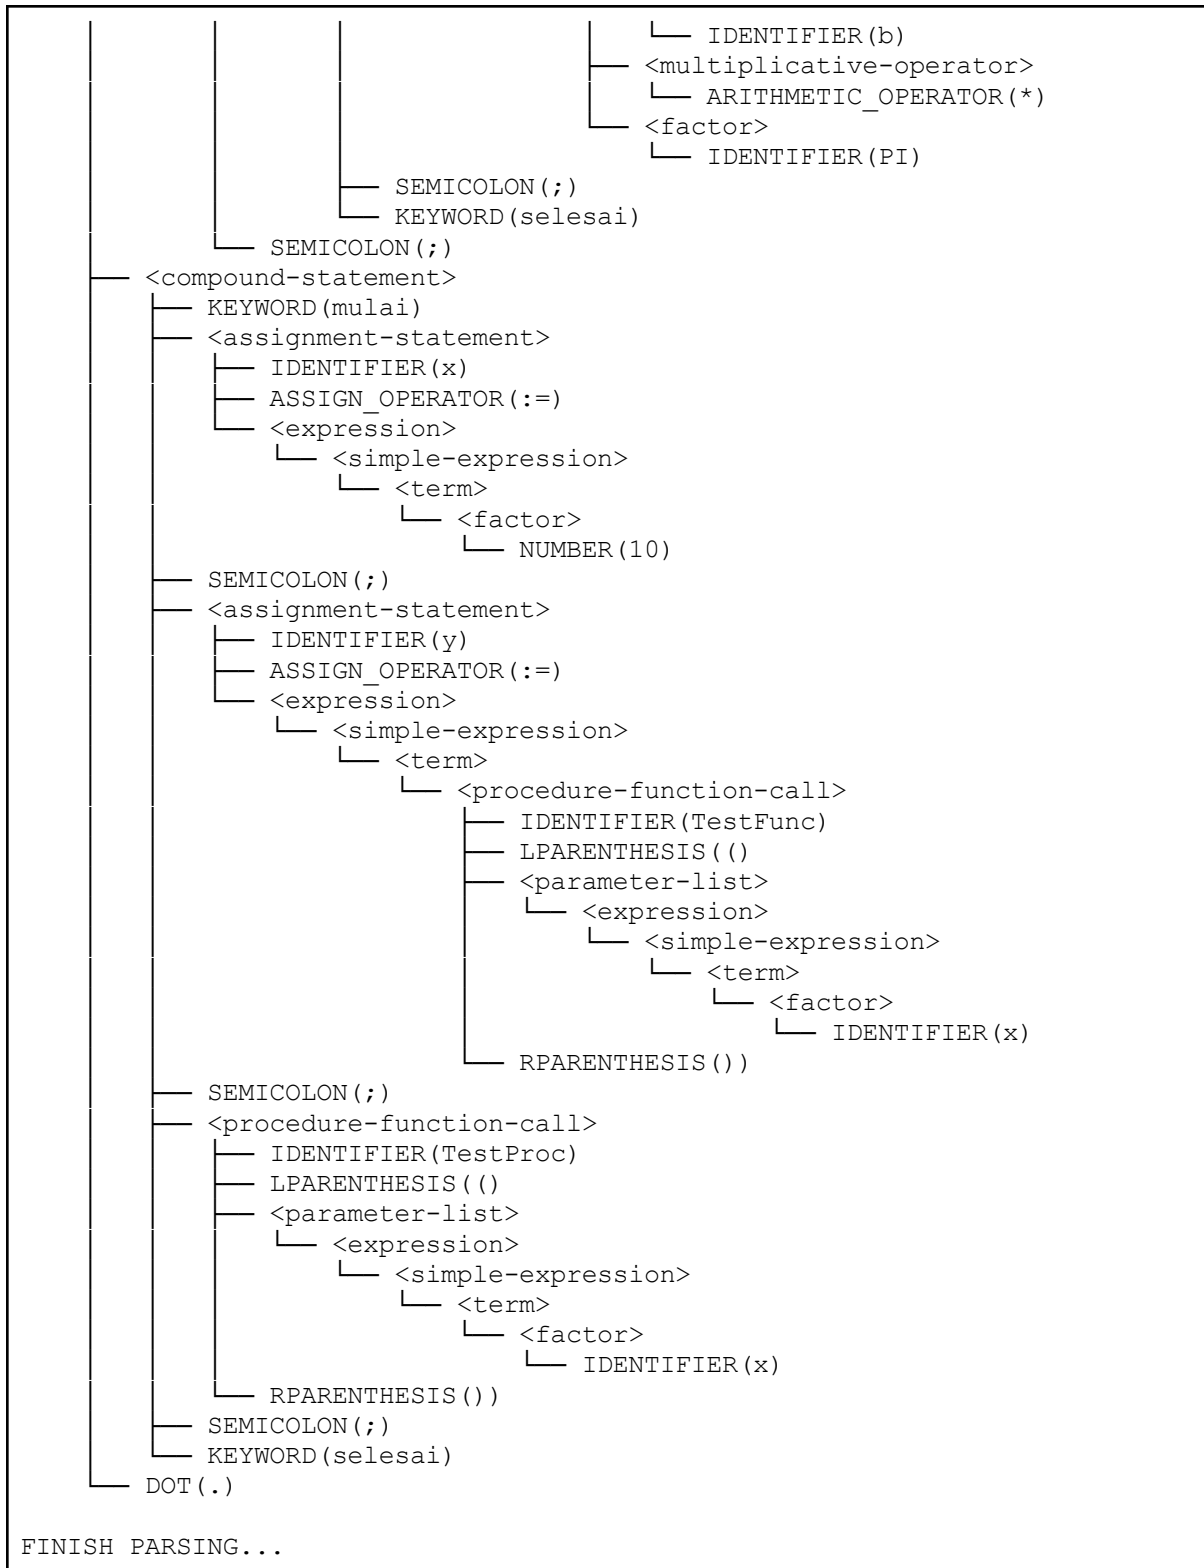 IDENTIFIER(b)
<multiplicative-operator>
ARITHMETIC_OPERATOR(*)
<factor>
IDENTIFIER(PI)
SEMICOLON(;)
KEYWORD(selesai)
SEMICOLON(;)
<compound-statement>
KEYWORD(mulai)
<assignment-statement>
IDENTIFIER(x)
ASSIGN_OPERATOR(:=)
<expression>
<simple-expression>
<term>
<factor>
NUMBER(10)
SEMICOLON(;)
<assignment-statement>
IDENTIFIER(y)
ASSIGN_OPERATOR(:=)
<expression>
<simple-expression>
<term>
<procedure-function-call>
IDENTIFIER(TestFunc)
LPARENTHESIS(()
<parameter-list>
<expression>
<simple-expression>
<term>
<factor>
IDENTIFIER(x)
RPARENTHESIS())
SEMICOLON(;)
<procedure-function-call>
IDENTIFIER(TestProc)
LPARENTHESIS(()
<parameter-list>
<expression>
<simple-expression>
<term>
<factor>
IDENTIFIER(x)
RPARENTHESIS())
SEMICOLON(;)
KEYWORD(selesai)
DOT(.)
FINISH PARSING...